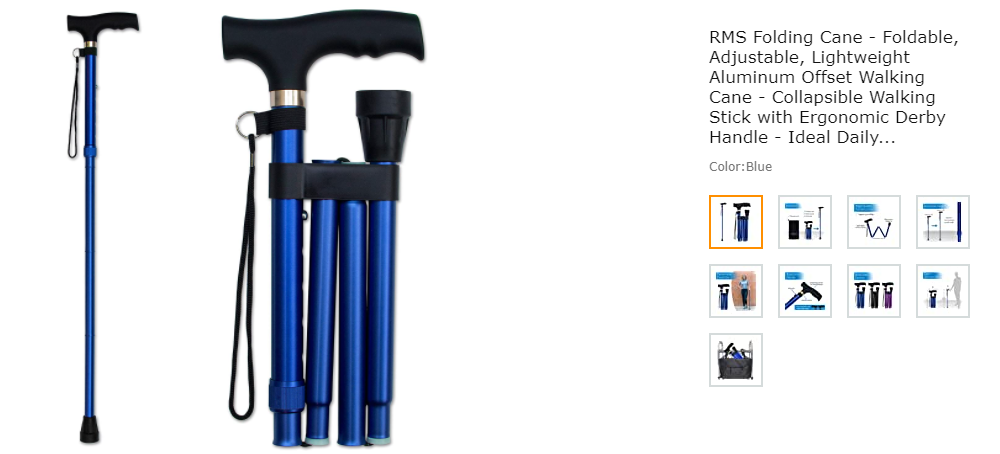 RMS Folding Cane - Foldable,
Adjustable, Lightweight
Aluminum Offset Walking
Cane - Collapsible Walking
Stick with Ergonomic Derby
Handle - Ideal Daily...
Color:Blue